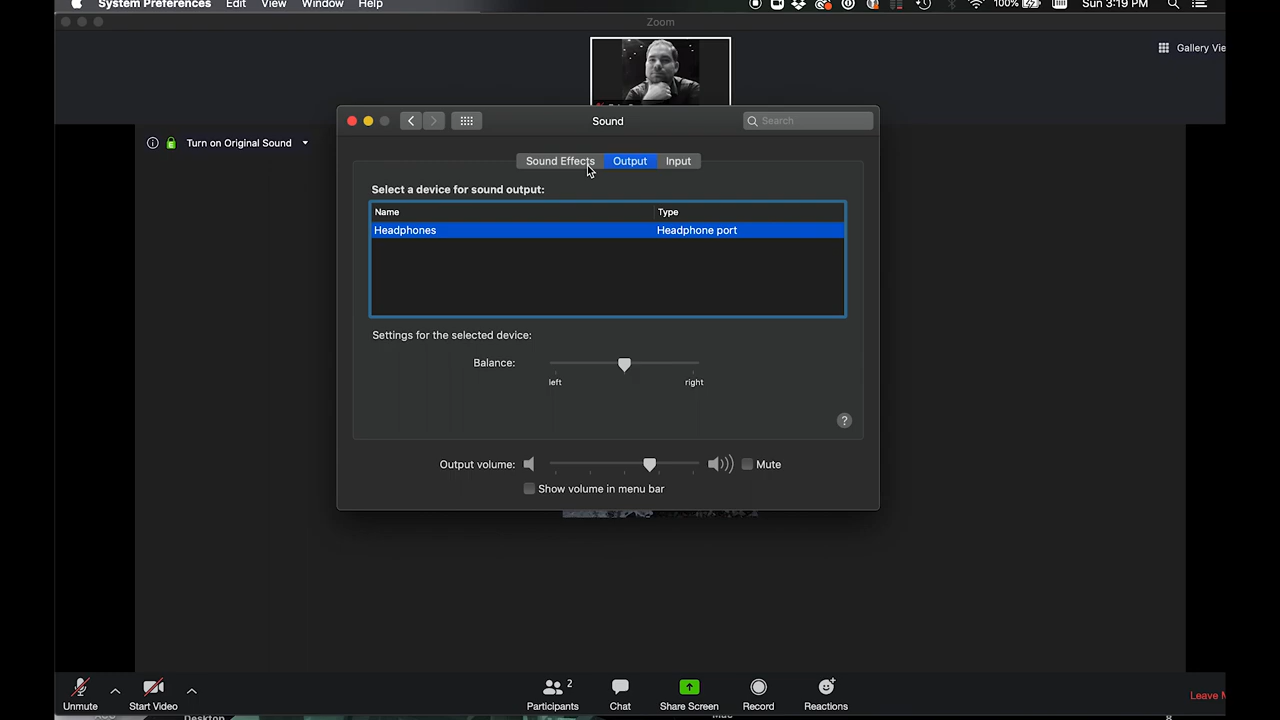 System Preferences Edit View Window Help 100% Sun 3:19 PM
Zoom
Gallery Vie
Sound
Search
Turn on Original Sound
Sound Effects Output Input
Select a device for sound output:
Name Type
Headphones Headphone port
Settings for the selected device:
Balance:
left right
?
Output volume: Mute
Show volume in menu bar
2
Unmute Start Video Participants Chat Share Screen Record Reactions
Leave M
Desktop